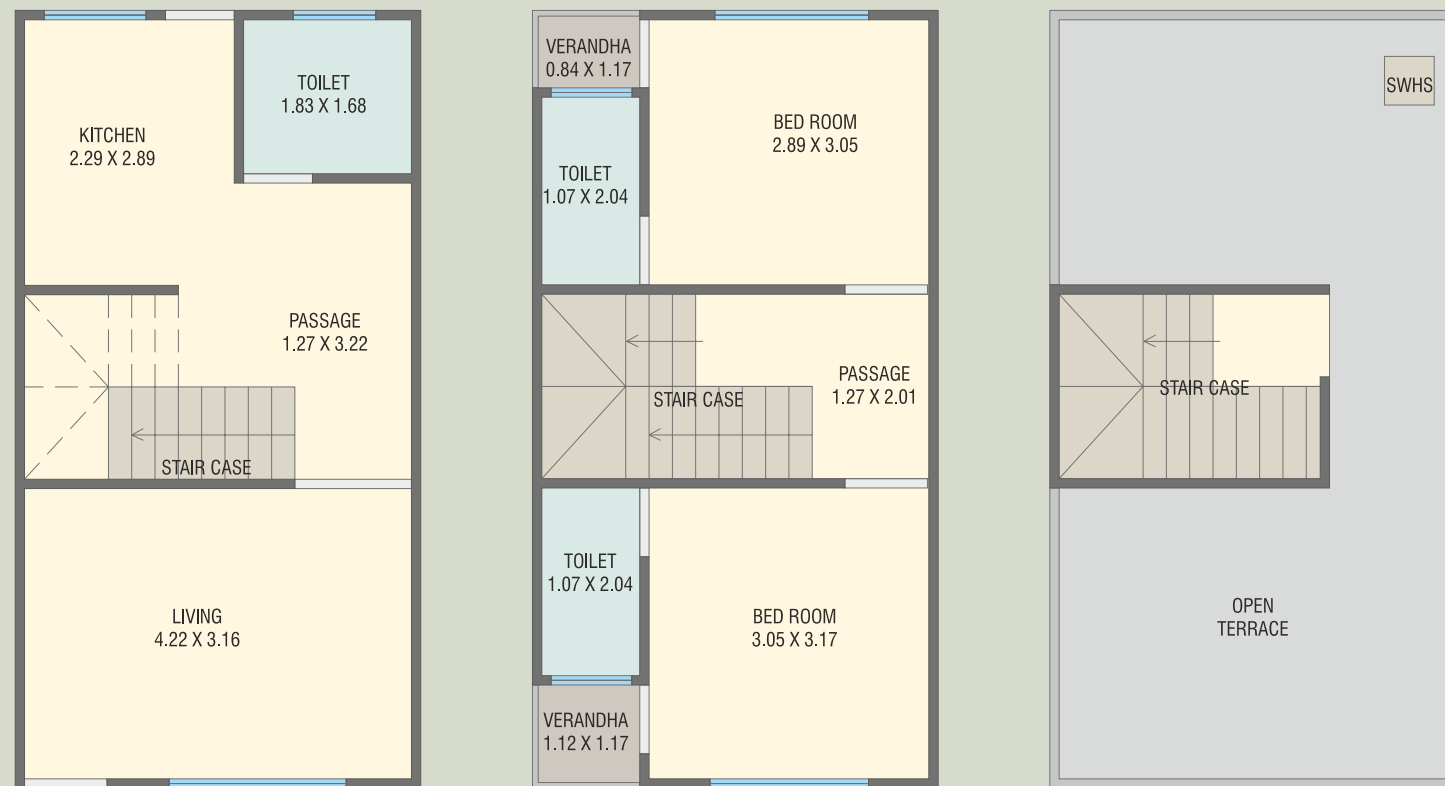 KITCHEN
2.29 X 2.89
TOILET
1.83 X 1.68
PASSAGE
1.27 X 3.22
STAIR CASE
LIVING
4.22 X 3.16
VERANDHA
0.84 X 1.17
BED ROOM
2.89 X 3.05
TOILET
1.07 X 2.04
PASSAGE
1.27 X 2.01
STAIR CASE
TOILET
1.07 X 2.04
BED ROOM
3.05 X 3.17
VERANDHA
1.12 X 1.17
SWHS
STAIR CASE
OPEN
TERRACE